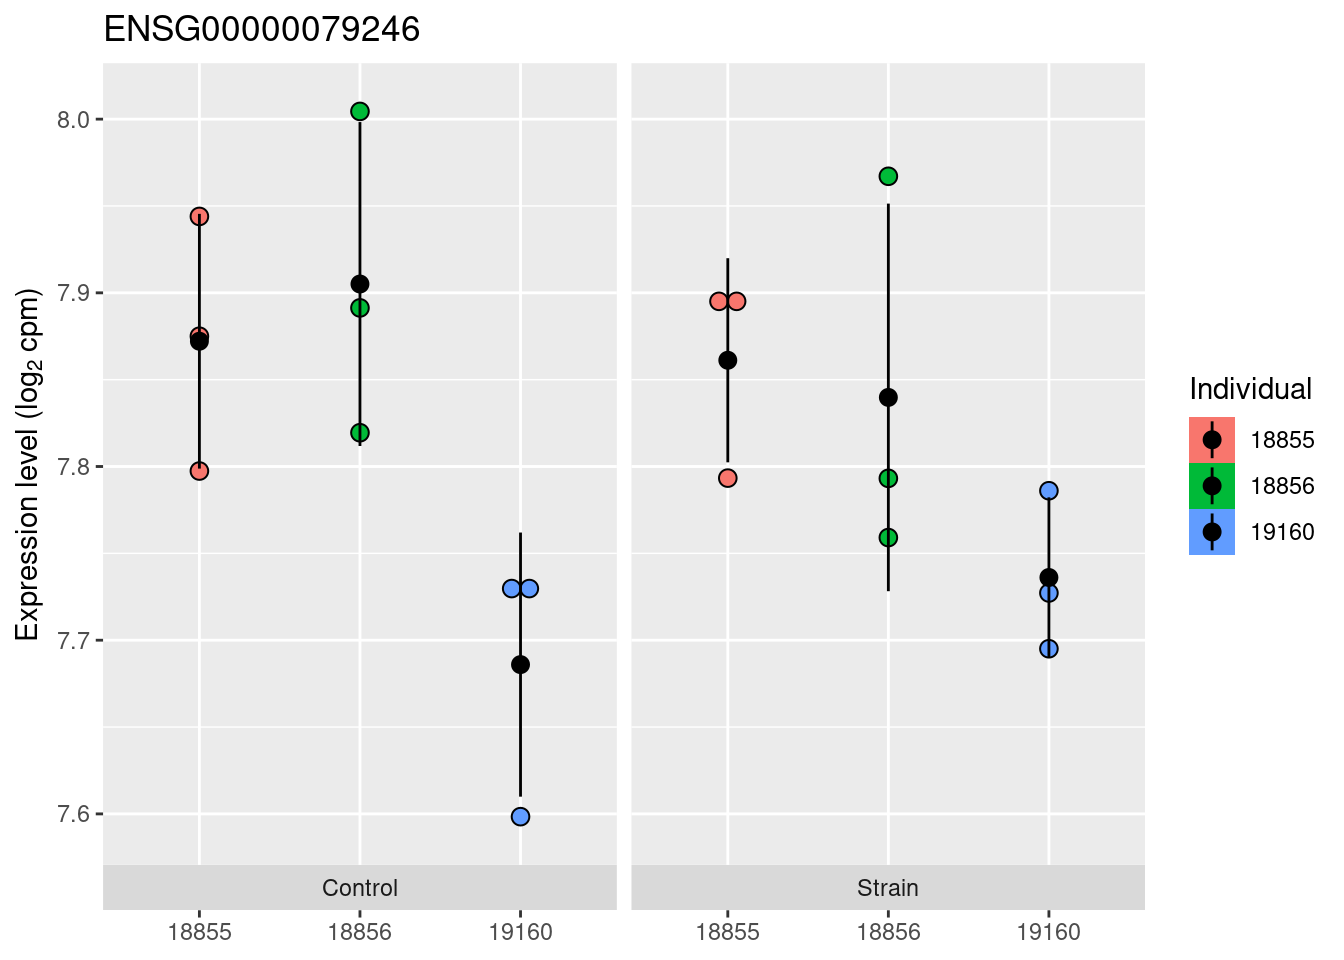 ENSG00000079246
Expression level (log₂ cpm)
8.0
7.9
7.8
7.7
7.6
Control
Strain
18855
18856
19160
18855
18856
19160
Individual
18855
18856
19160